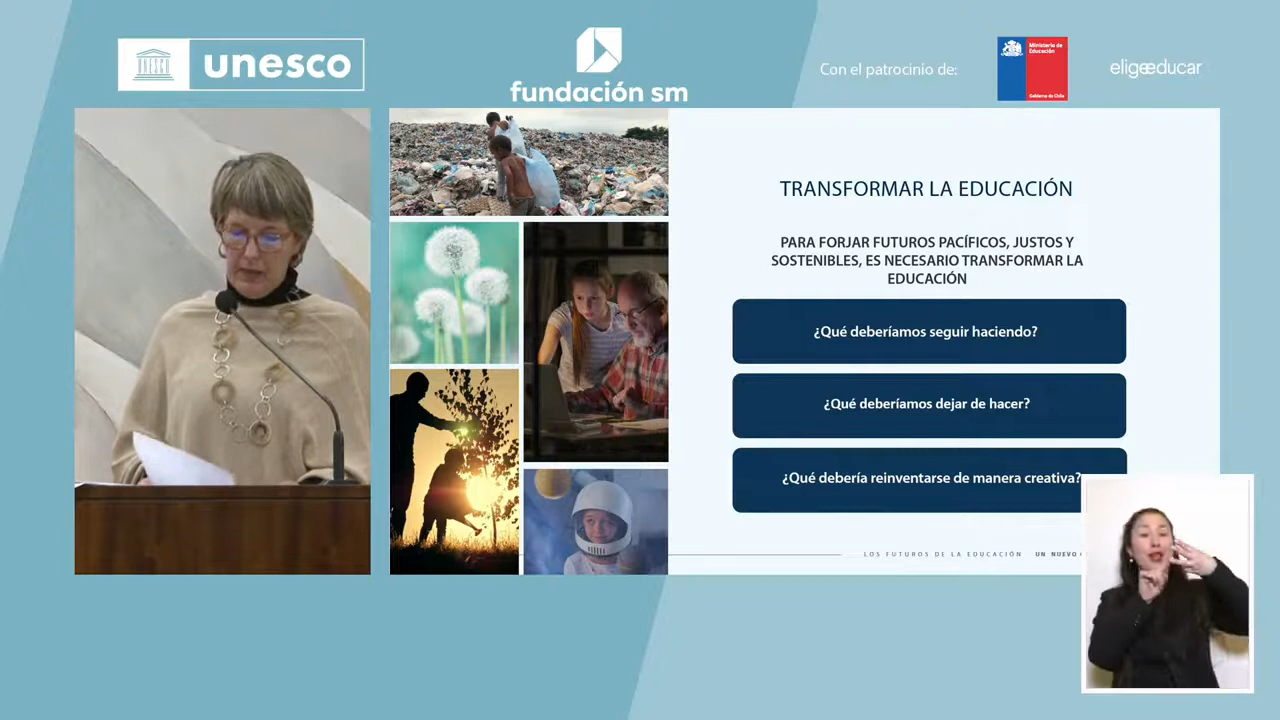 unesco
fundación sm
Con el patrocinio de:
Ministerio de
Educación
Gobierno de Chile
eligeeducar
TRANSFORMAR LA EDUCACIÓN
PARA FORJAR FUTUROS PACÍFICOS, JUSTOS Y
SOSTENIBLES, ES NECESARIO TRANSFORMAR LA
EDUCACIÓN
¿Qué deberíamos seguir haciendo?
¿Qué deberíamos dejar de hacer?
¿Qué debería reinventarse de manera creativa?
LOS FUTUROS DE LA EDUCACIÓN UN NUEVO